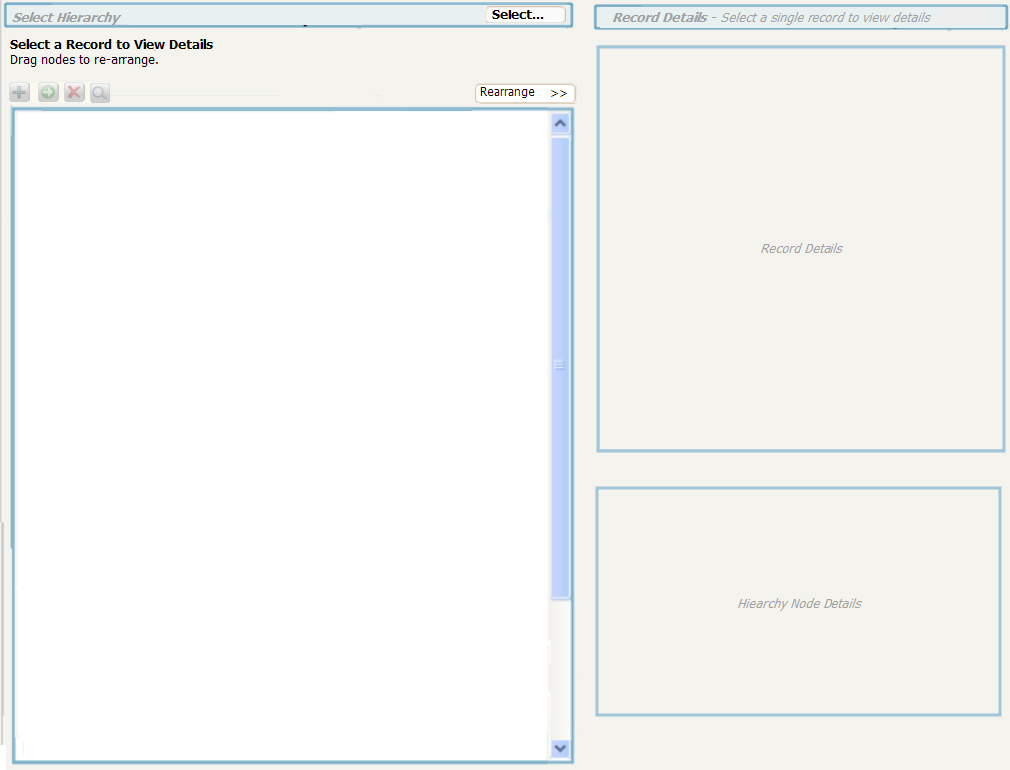 Select Hierarchy
Select...
Select a Record to View Details
Drag nodes to re-arrange.
Rearrange >>
Record Details - Select a single record to view details
Record Details
Hiearchy Node Details